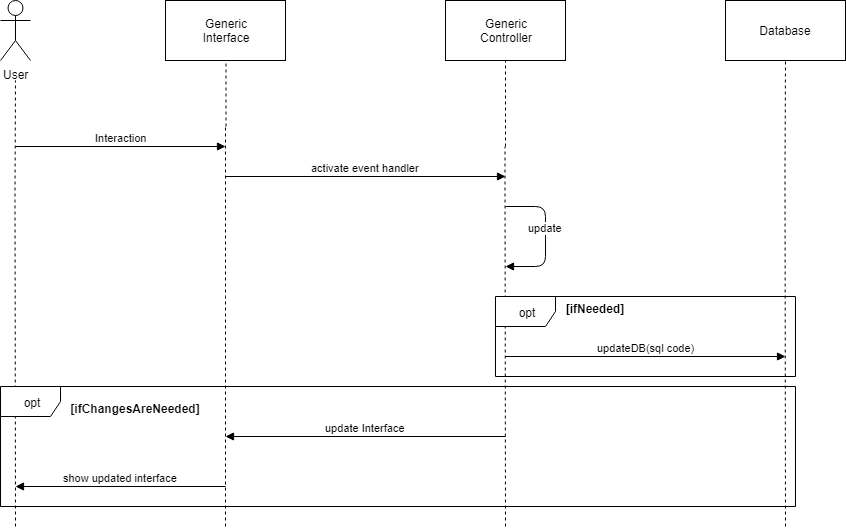 User
Generic
Interface
Generic
Controller
Database
Interaction
activate event handler
update
opt
[ifNeeded]
updateDB(sql code)
opt
[ifChangesAreNeeded]
update Interface
show updated interface